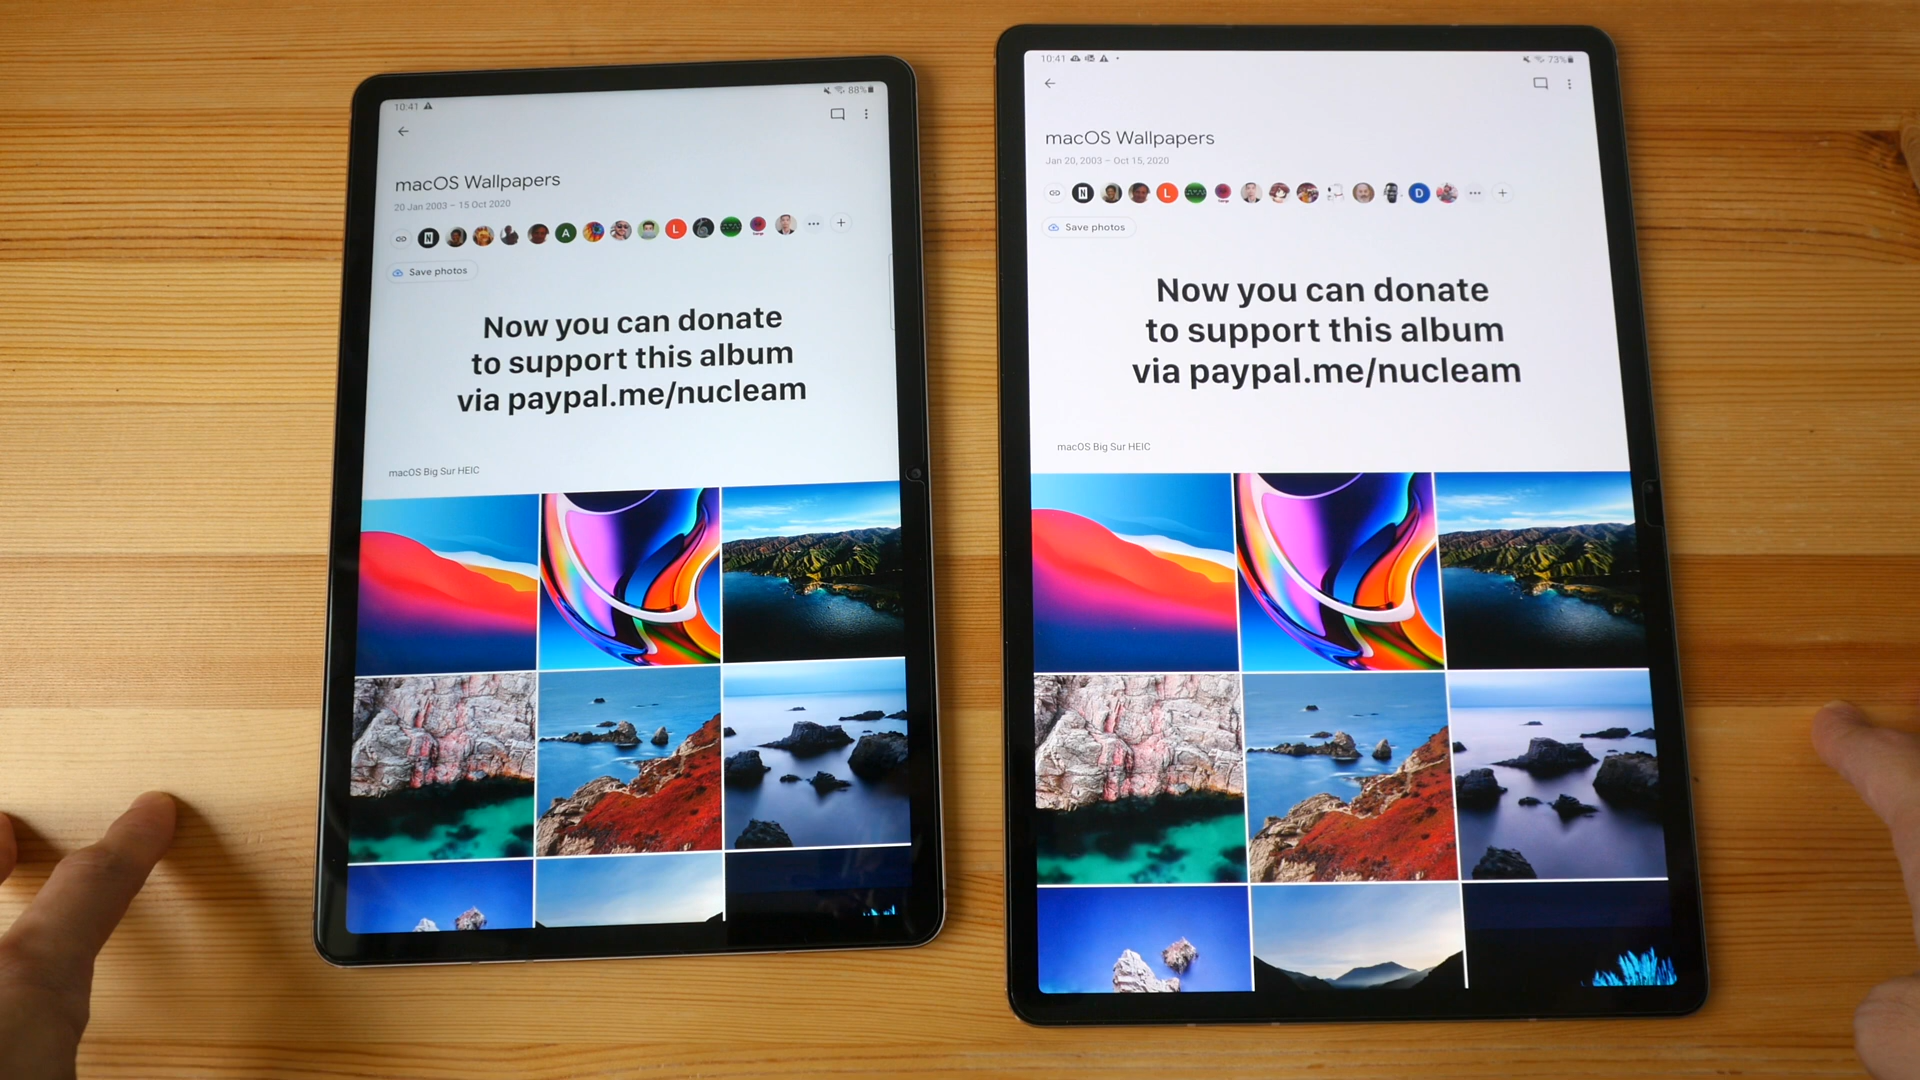 10:41
88%
macOS Wallpapers
20 Jan 2003 – 15 Oct 2020
N
A
L
Save photos
Now you can donate
to support this album
via paypal.me/nucleam
macOS Big Sur HEIC
10:41
73%
macOS Wallpapers
Jan 20, 2003 – Oct 15, 2020
N
L
D
Save photos
Now you can donate
to support this album
via paypal.me/nucleam
macOS Big Sur HEIC